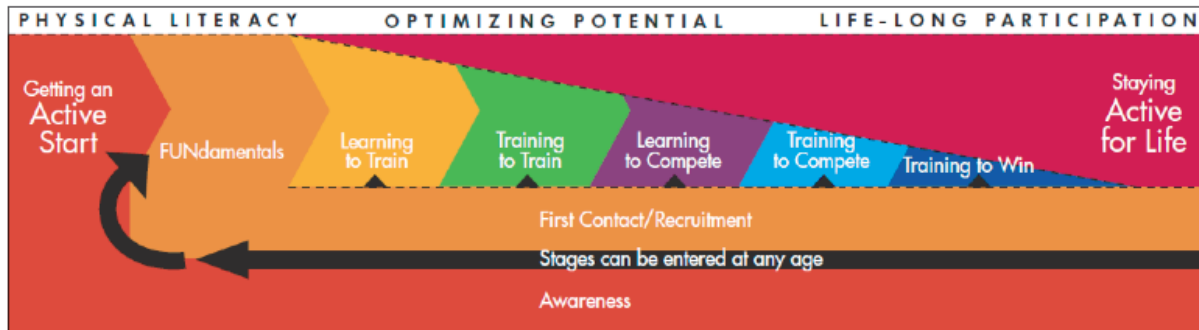 PHYSICAL LITERACY
OPTIMIZING POTENTIAL
LIFE-LONG PARTICIPATION
Getting an
Active
Start
FUNdamentals
Learning
to Train
Training
to Train
Learning
to Compete
Training
to Compete
Training to Win
Staying
Active
for Life
First Contact/Recruitment
Stages can be entered at any age
Awareness